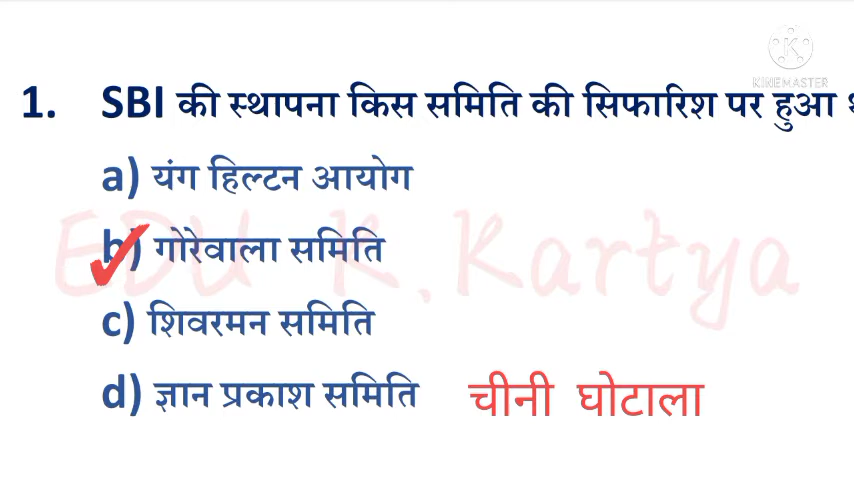 KINEMASTER
1. SBI की स्थापना किस समिति की सिफारिश पर हुआ
a) यंग हिल्टन आयोग
b) गोरेवाला समिति
c) शिवरमन समिति
d) ज्ञान प्रकाश समिति चीनी घोटाला
EDU K.Kartya